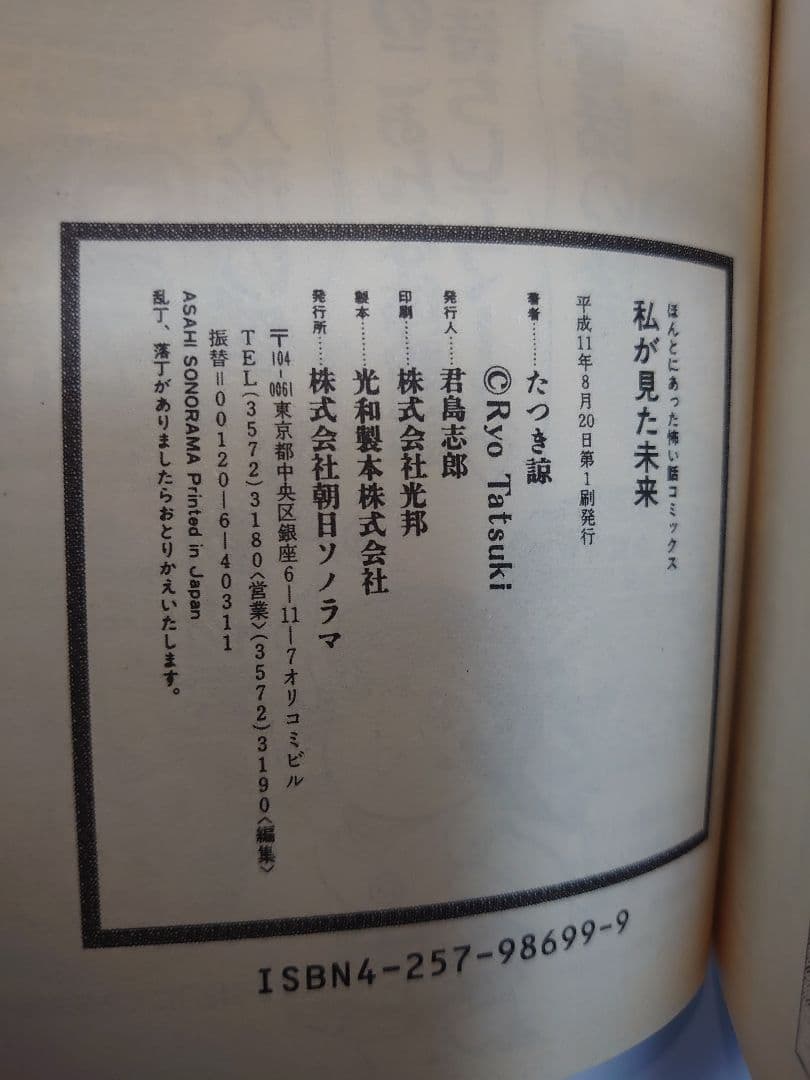 ほんとにあった怖い話コミックス
私が見た未来
平成11年8月20日第1刷発行
著者………たつき諒
©Ryo Tatsuki
発行人……君島志郎
印刷………株式会社光邦
製本………光和製本株式会社
発行所……株式会社朝日ソノラマ
〒104-0061東京都中央区銀座6—11—7オリコミビル
TEL(3572)3180〈営業〉(3572)3190〈編集〉
振替=00120—6—40311
ASAHI SONORAMA Printed in Japan
乱丁、落丁がありましたらおとりかえいたします。
ISBN4-257-98699-9